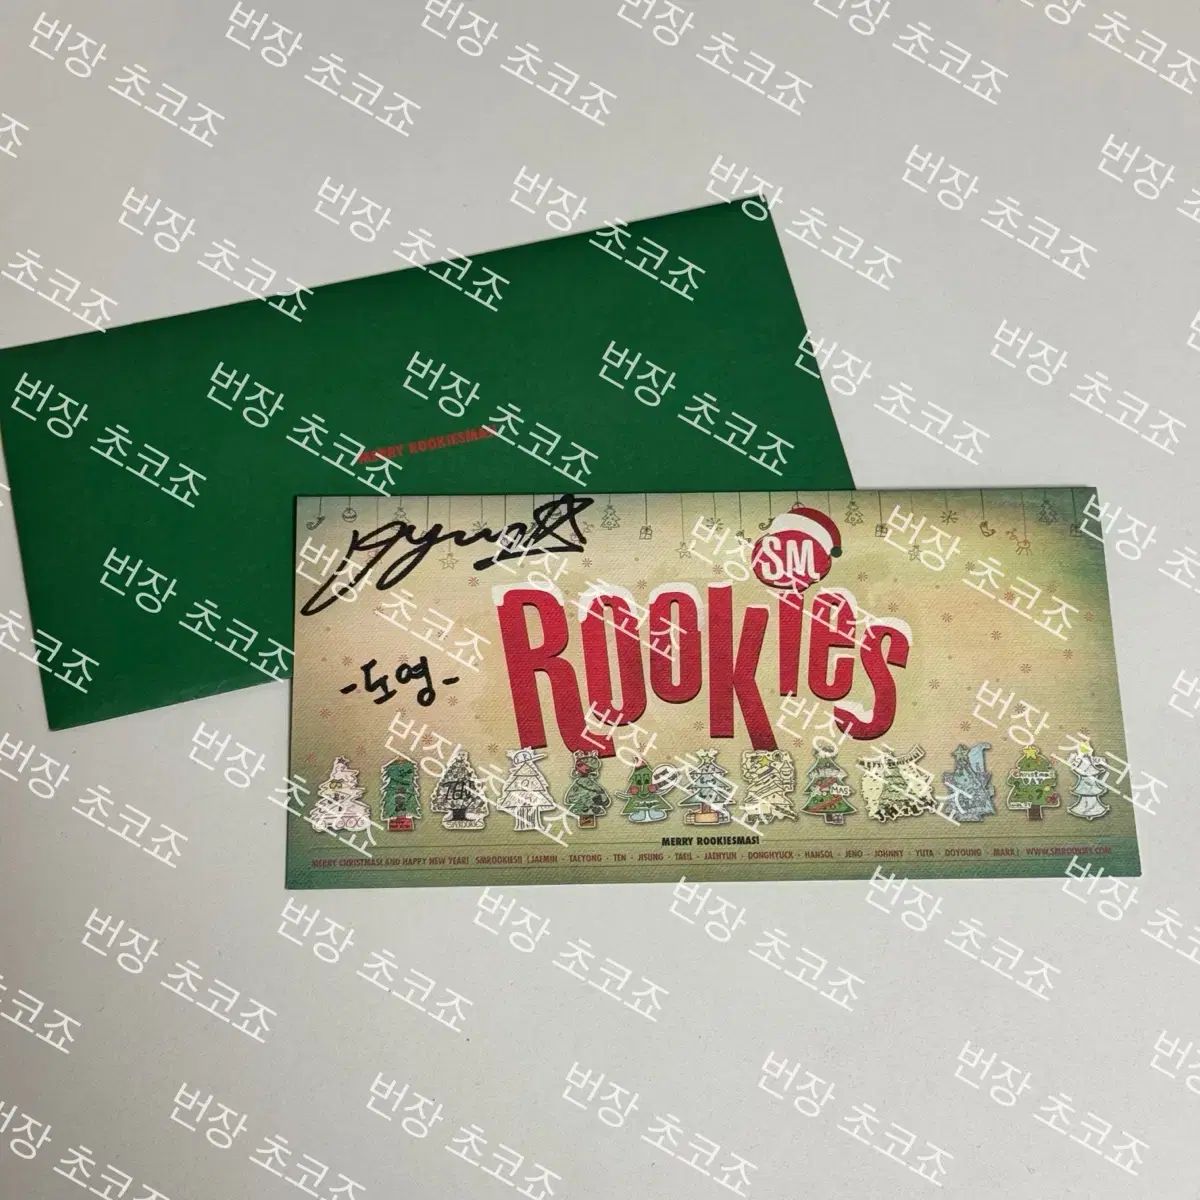 MERRY ROOKIESMAS!
SM
ROOKIES
-도영-
MERRY ROOKIESMAS!
MERRY CHRISTMAS! AND HAPPY NEW YEAR! SMROOKIES!! (JAEMIN · TAEYONG · TEN · JISUNG · TAEIL · JAEHYUN · DONGHYUCK · HANSOL · JENO · JOHNNY · YUTA · DOYOUNG · MARK) WWW.SMROOKIES.COM
번장 초코죠